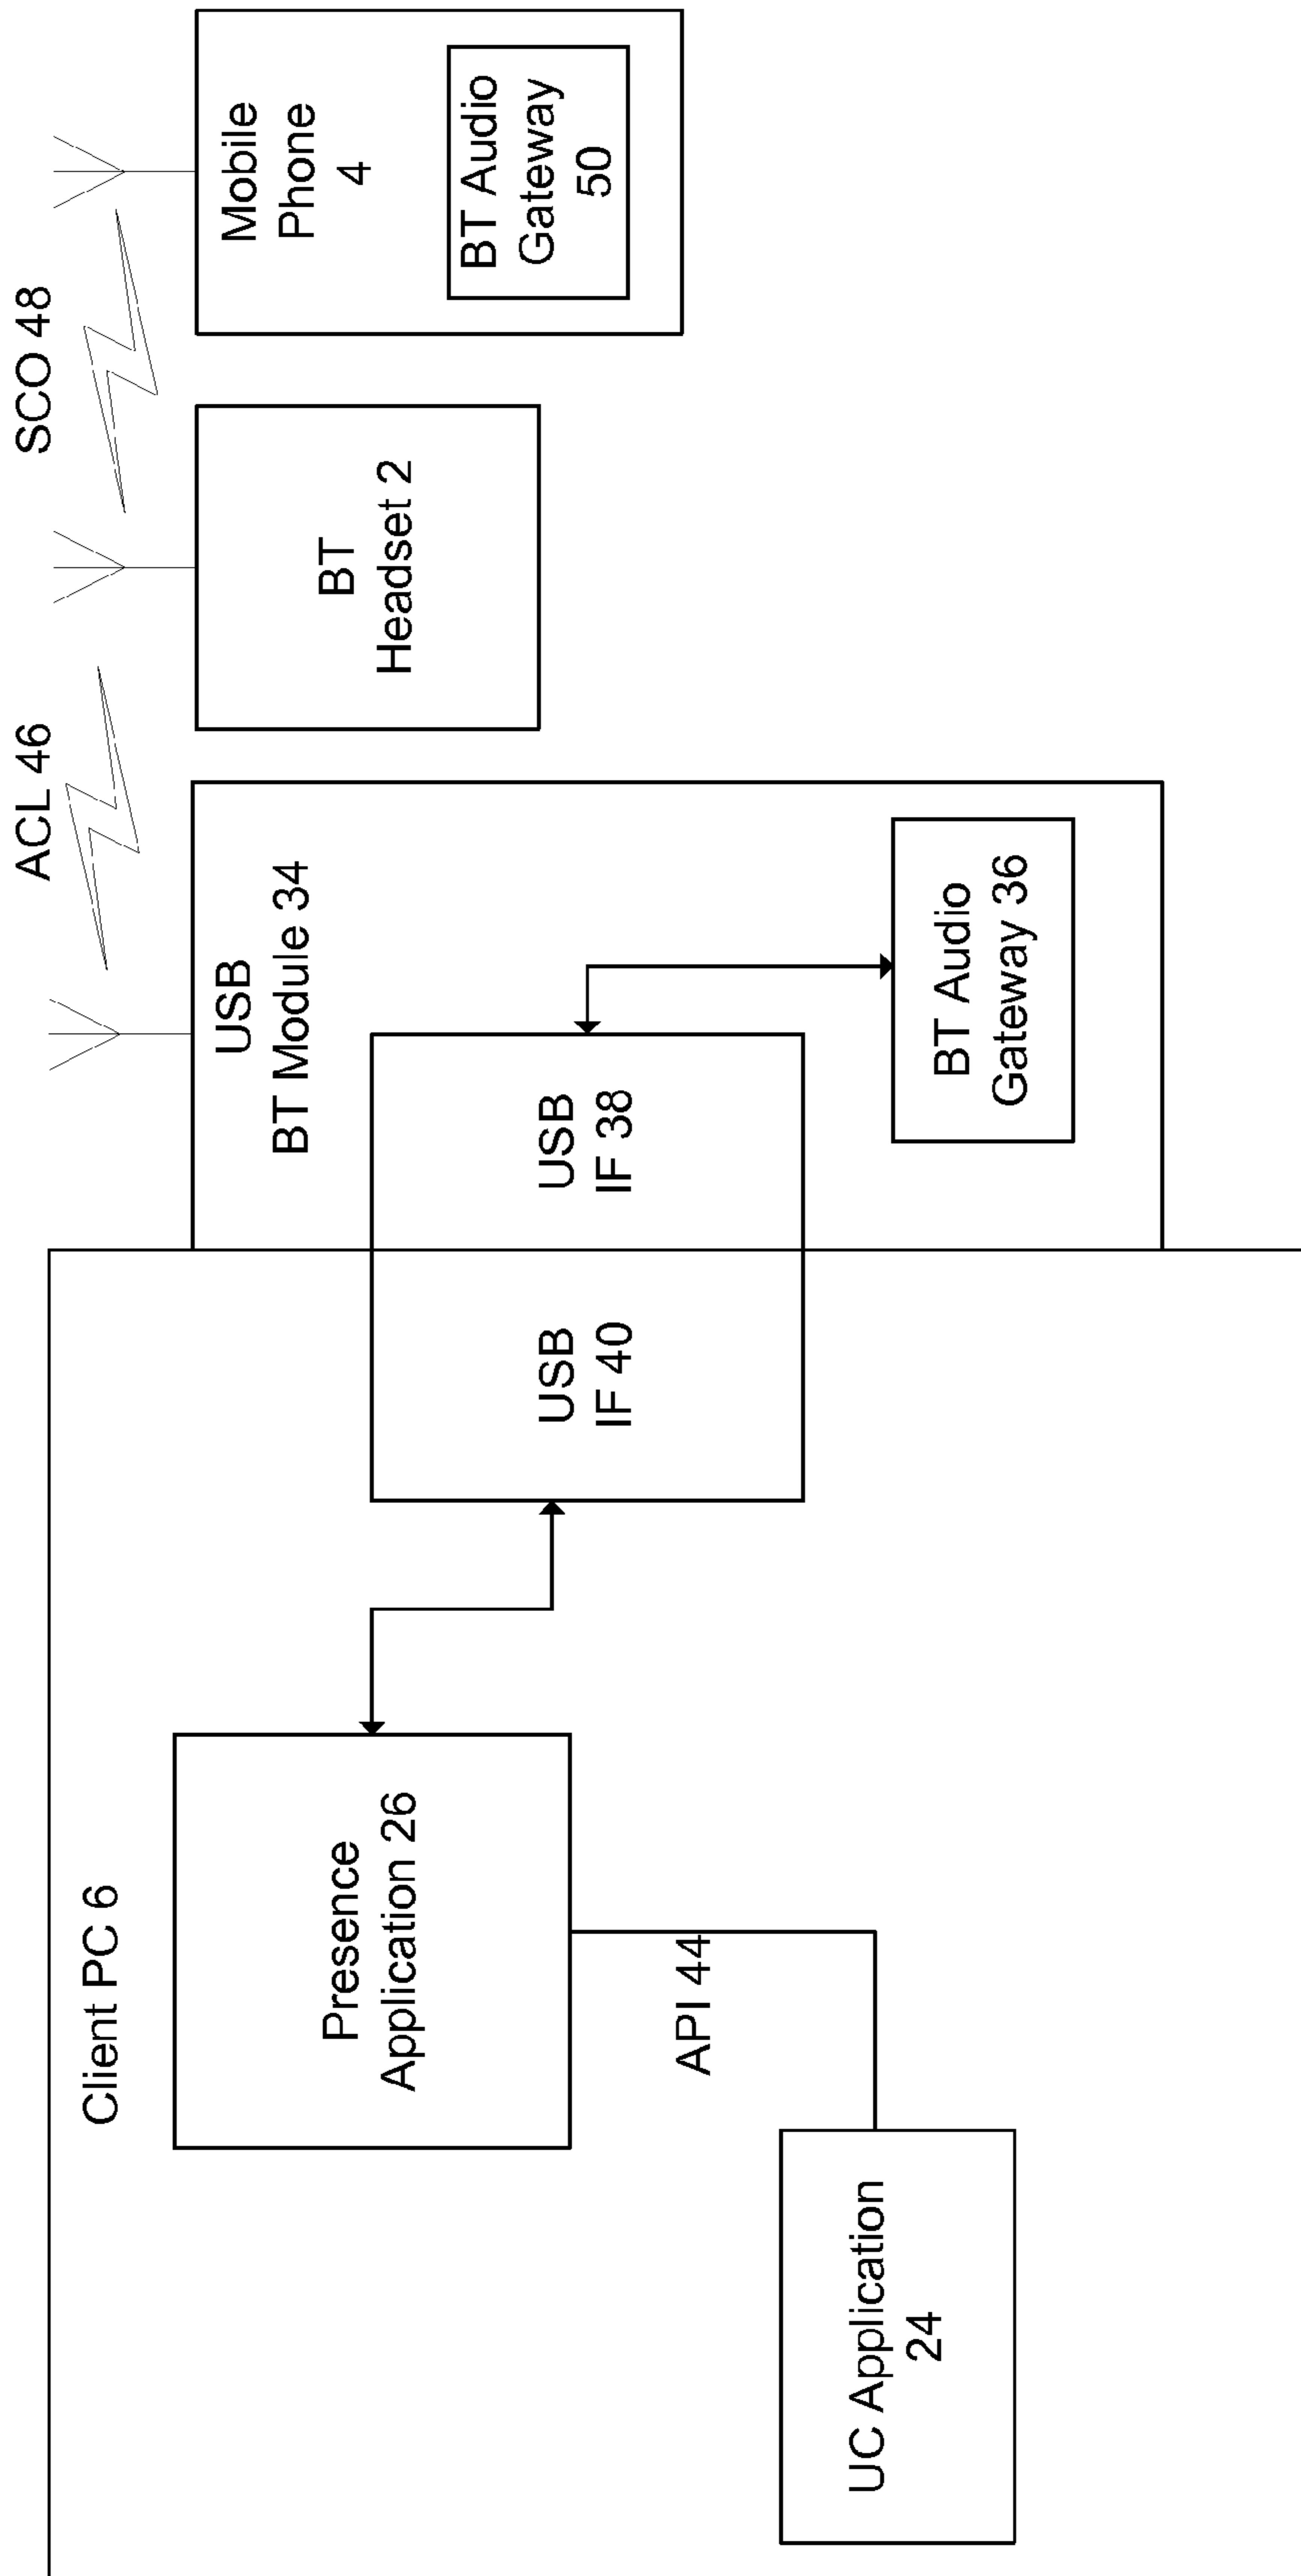 Client PC 6
Presence
Application 26
API 44
UC Application
24
USB
IF 40
USB
IF 38
USB
BT Module 34
BT Audio
Gateway 36
ACL 46
BT
Headset 2
SCO 48
Mobile
Phone
4
BT Audio
Gateway
50